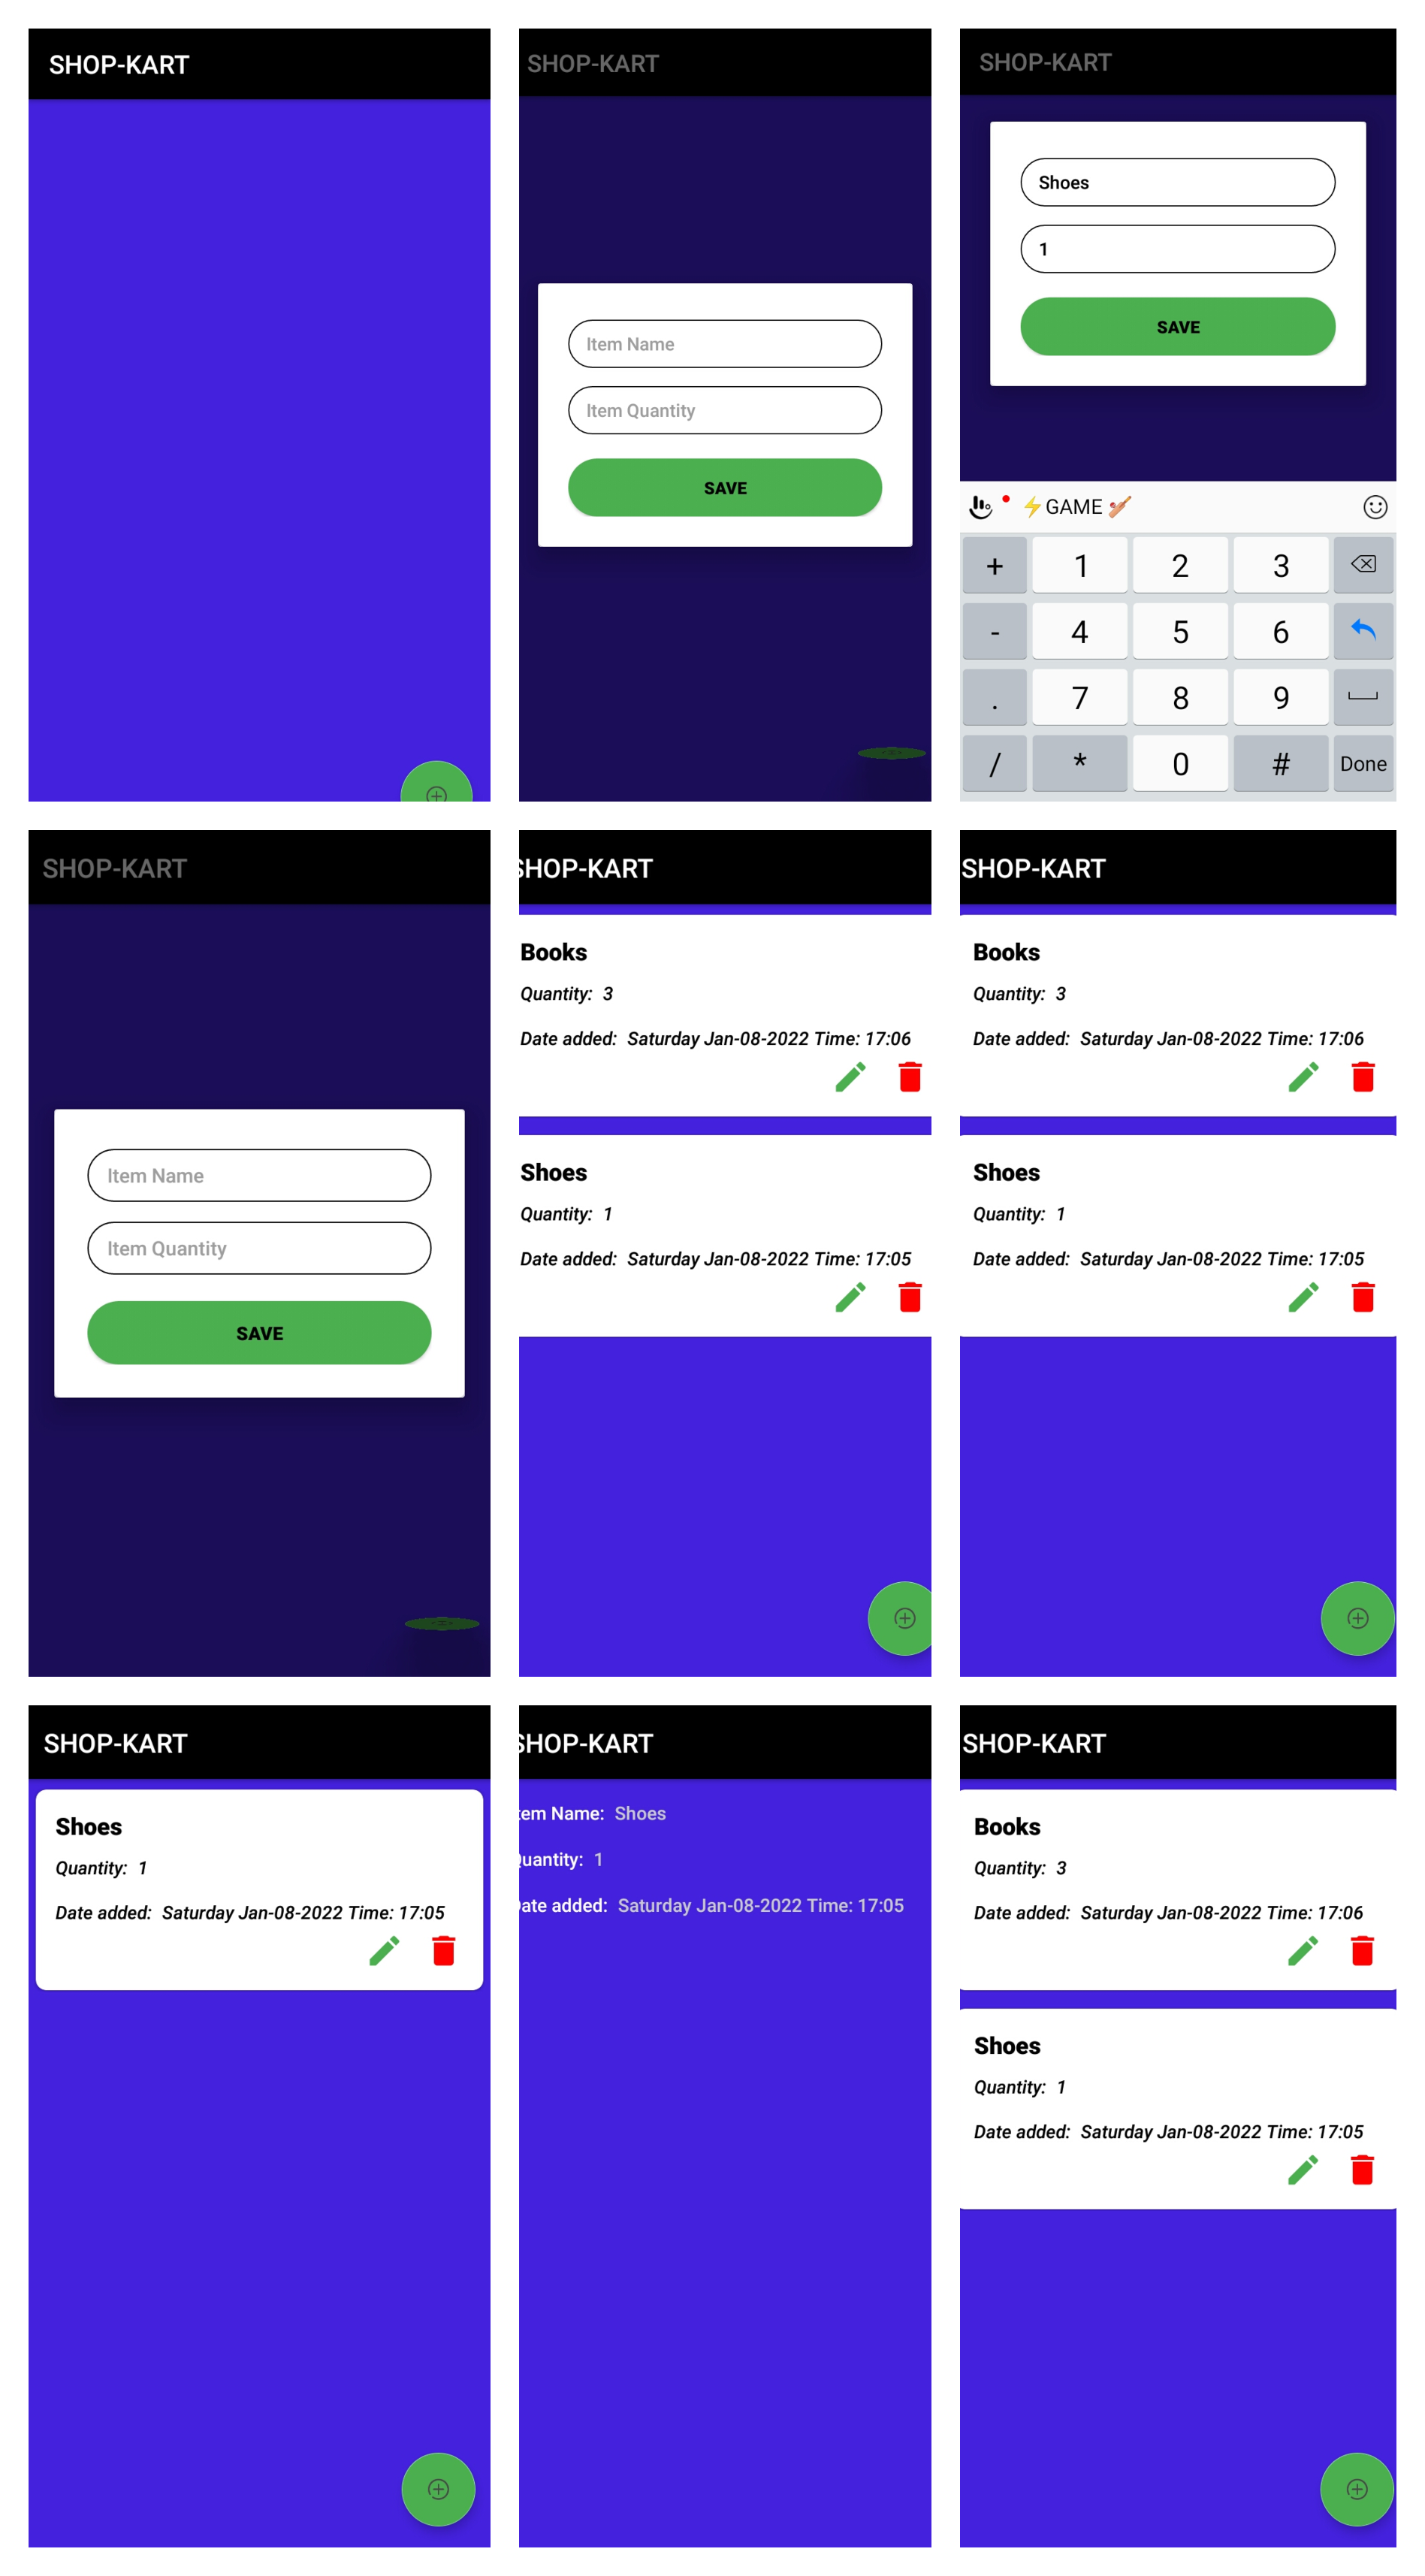 SHOP-KART
SHOP-KART
Item Name
Item Quantity
SAVE
SHOP-KART
Shoes
1
SAVE
⚡GAME 🏏
+ 1 2 3
- 4 5 6
. 7 8 9
/ * 0 # Done
SHOP-KART
Item Name
Item Quantity
SAVE
SHOP-KART
Books
Quantity: 3
Date added: Saturday Jan-08-2022 Time: 17:06
Shoes
Quantity: 1
Date added: Saturday Jan-08-2022 Time: 17:05
SHOP-KART
Books
Quantity: 3
Date added: Saturday Jan-08-2022 Time: 17:06
Shoes
Quantity: 1
Date added: Saturday Jan-08-2022 Time: 17:05
SHOP-KART
Shoes
Quantity: 1
Date added: Saturday Jan-08-2022 Time: 17:05
SHOP-KART
tem Name: Shoes
Quantity: 1
Date added: Saturday Jan-08-2022 Time: 17:05
SHOP-KART
Books
Quantity: 3
Date added: Saturday Jan-08-2022 Time: 17:06
Shoes
Quantity: 1
Date added: Saturday Jan-08-2022 Time: 17:05